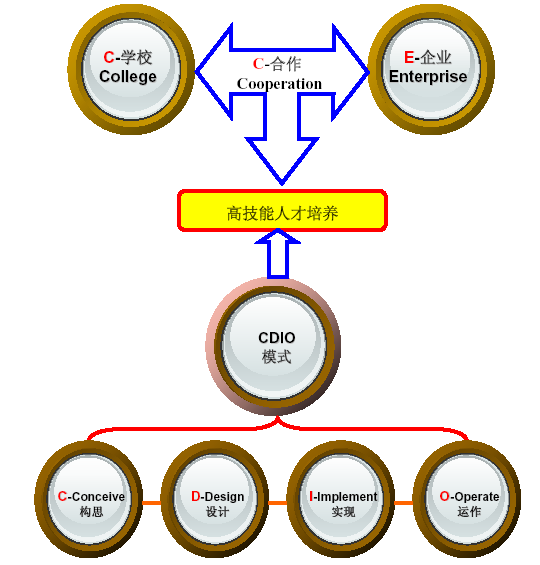 C-学校
College
C-合作
Cooperation
E-企业
Enterprise
高技能人才培养
CDIO
模式
C-Conceive
构思
D-Design
设计
I-Implement
实现
O-Operate
运作